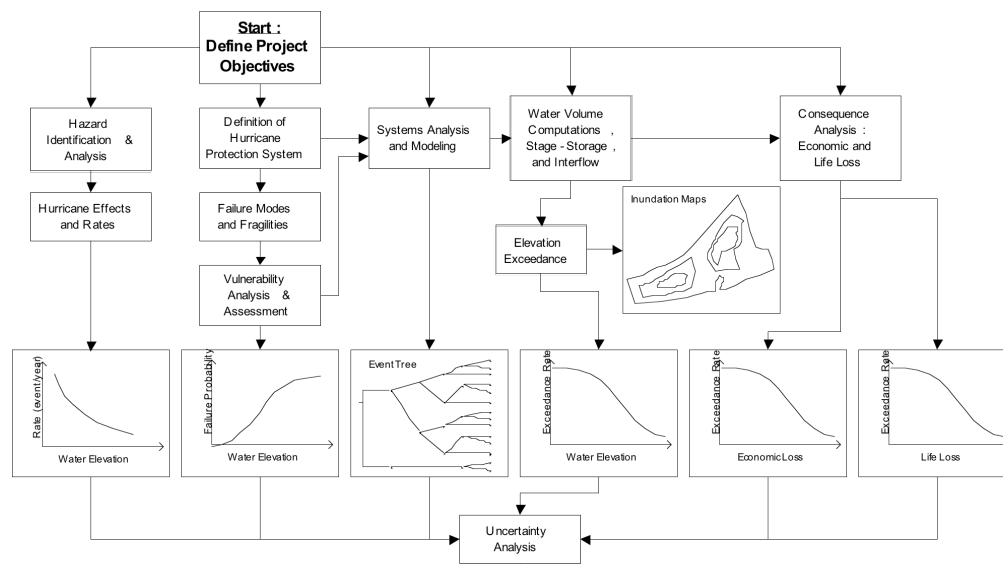 Start :
Define Project
Objectives
Hazard
Identification &
Analysis
Definition of
Hurricane
Protection System
Systems Analysis
and Modeling
Water Volume
Computations ,
Stage - Storage ,
and Interflow
Consequence
Analysis :
Economic and
Life Loss
Hurricane Effects
and Rates
Failure Modes
and Fragilities
Elevation
Exceedance
Inundation Maps
Vulnerability
Analysis &
Assessment
Rate (event/year)
Water Elevation
Failure Probability
Water Elevation
Event Tree
Exceedance Rate
Water Elevation
Exceedance Rate
Economic Loss
Exceedance Rate
Life Loss
Uncertainty
Analysis